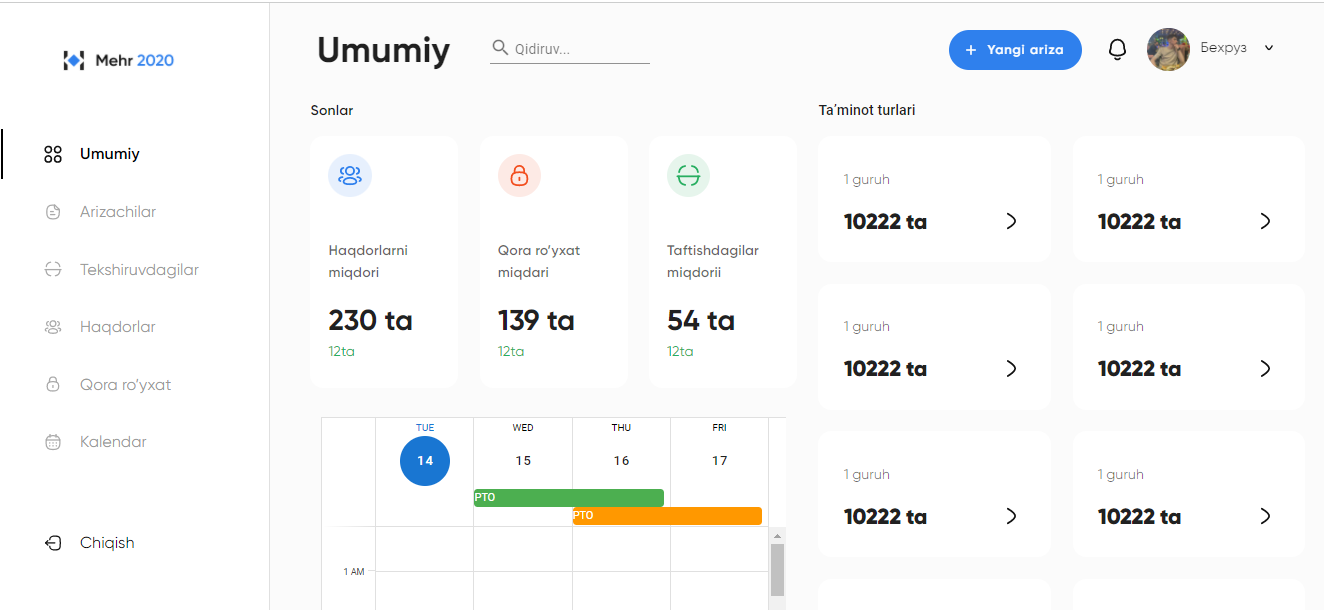 Mehr 2020
Umumiy
Arizachilar
Tekshiruvdagilar
Haqdorlar
Qora ro‘yxat
Kalendar
Chiqish
Umumiy
Qidiruv...
+ Yangi ariza
Бехруз
Sonlar
Haqdorlarni
miqdori
230 ta
12ta
Qora ro‘yxat
miqdari
139 ta
12ta
Taftishdagilar
miqdorii
54 ta
12ta
TUE WED THU FRI
14 15 16 17
PTO
PTO
1 AM
Ta’minot turlari
1 guruh
10222 ta
1 guruh
10222 ta
1 guruh
10222 ta
1 guruh
10222 ta
1 guruh
10222 ta
1 guruh
10222 ta